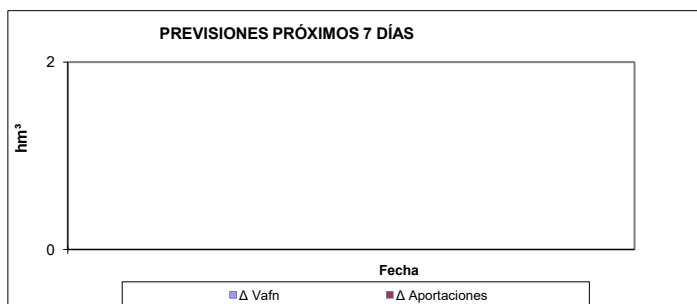 PREVISIONES PRÓXIMOS 7 DÍAS
2
hm³
0
Fecha
Δ Vafn
Δ Aportaciones